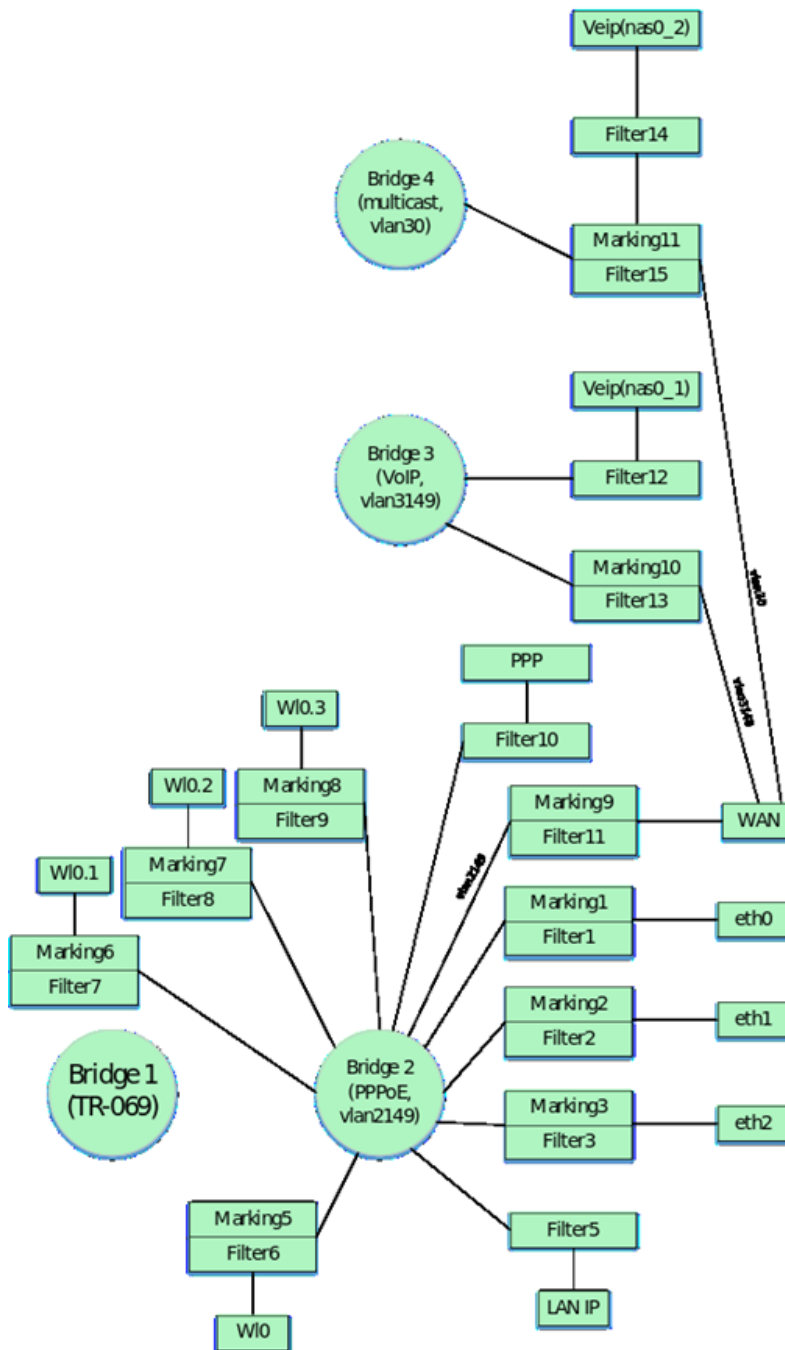 Veip(nas0_2)
Filter14
Bridge 4
(multicast,
vlan30)
Marking11
Filter15
Veip(nas0_1)
Bridge 3
(VoIP,
vlan3149)
Filter12
Marking10
Filter13
vlan30
vlan3149
PPP
Filter10
Wl0.3
Marking8
Filter9
Wl0.2
Marking7
Filter8
Wl0.1
Marking6
Filter7
Marking9
Filter11
WAN
vlan2149
Marking1
Filter1
eth0
Marking2
Filter2
eth1
Bridge 1
(TR-069)
Bridge 2
(PPPoE,
vlan2149)
Marking3
Filter3
eth2
Marking5
Filter6
Wl0
Filter5
LAN IP